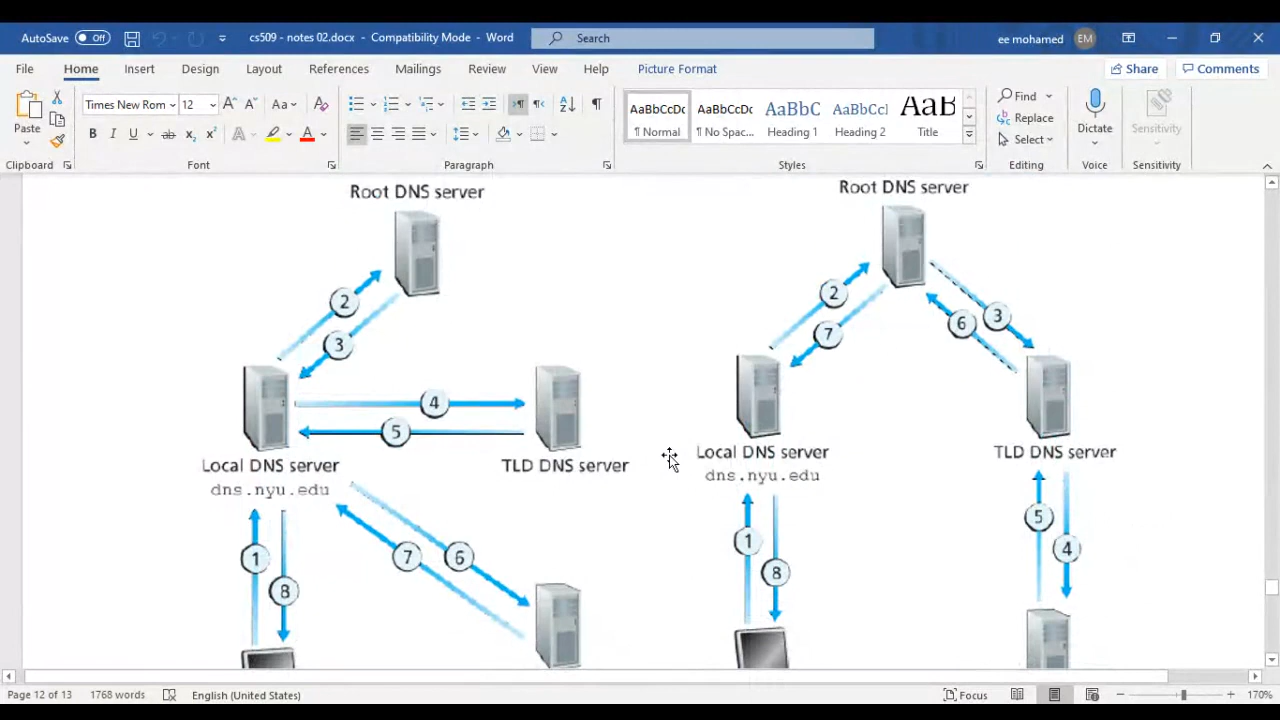 AutoSave Off cs509 - notes 02.docx - Compatibility Mode - Word Search ee mohamed EM
File Home Insert Design Layout References Mailings Review View Help Picture Format Share Comments
Paste Times New Rom 12 Aa B I U ab x2 x2 A A AaBbCcDc AaBbCcDc AaBbC AaBbCcl AaB Find Replace Select Dictate Sensitivity
¶ Normal ¶ No Spac... Heading 1 Heading 2 Title
Clipboard Font Paragraph Styles Editing Voice Sensitivity
Root DNS server
2
3
4
5
Local DNS server
dns.nyu.edu
TLD DNS server
1
8
7
6
Root DNS server
2
7
6
3
Local DNS server
dns.nyu.edu
TLD DNS server
1
8
5
4
Page 12 of 13 1768 words English (United States) Focus 170%